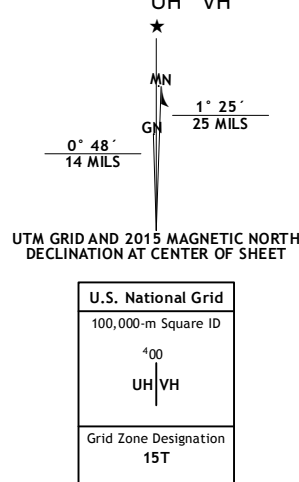 UH VH
★
MN
GN
1° 25´
25 MILS
0° 48´
14 MILS
UTM GRID AND 2015 MAGNETIC NORTH
DECLINATION AT CENTER OF SHEET
U.S. National Grid
100,000-m Square ID
⁴00
UH VH
Grid Zone Designation
15T